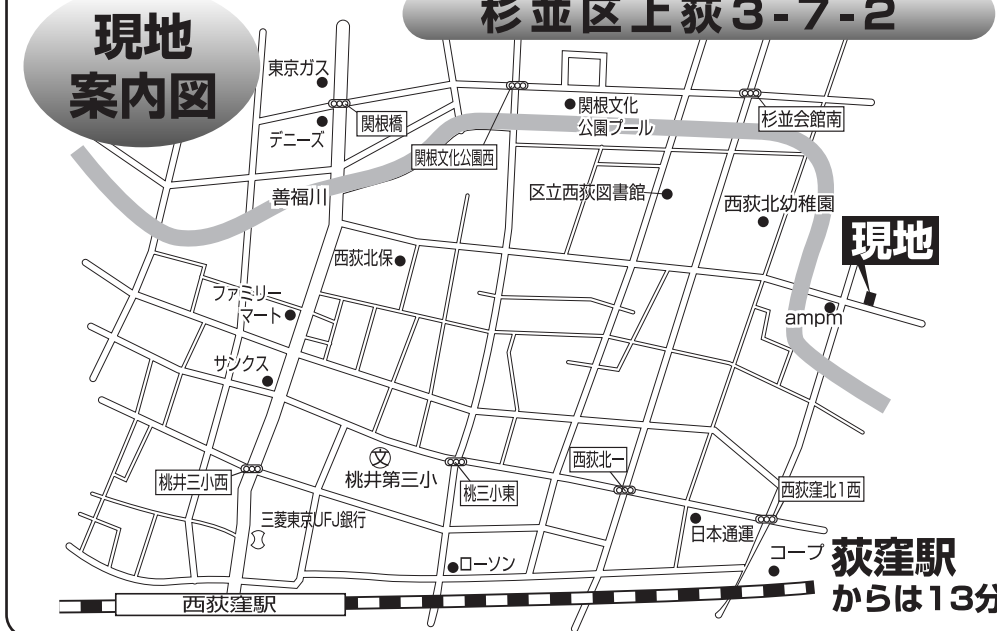 現地
案内図
杉並区上荻3-7-2
東京ガス
関根橋
デニーズ
関根文化
公園プール
杉並会館南
関根文化公園西
善福川
区立西荻図書館
西荻北幼稚園
現地
西荻北保
ファミリー
マート
ampm
サンクス
桃井三小西
文
桃井第三小
桃三小東
西荻北一
西荻窪北1西
三菱東京UFJ銀行
日本通運
コープ
ローソン
荻窪駅
からは13分
西荻窪駅